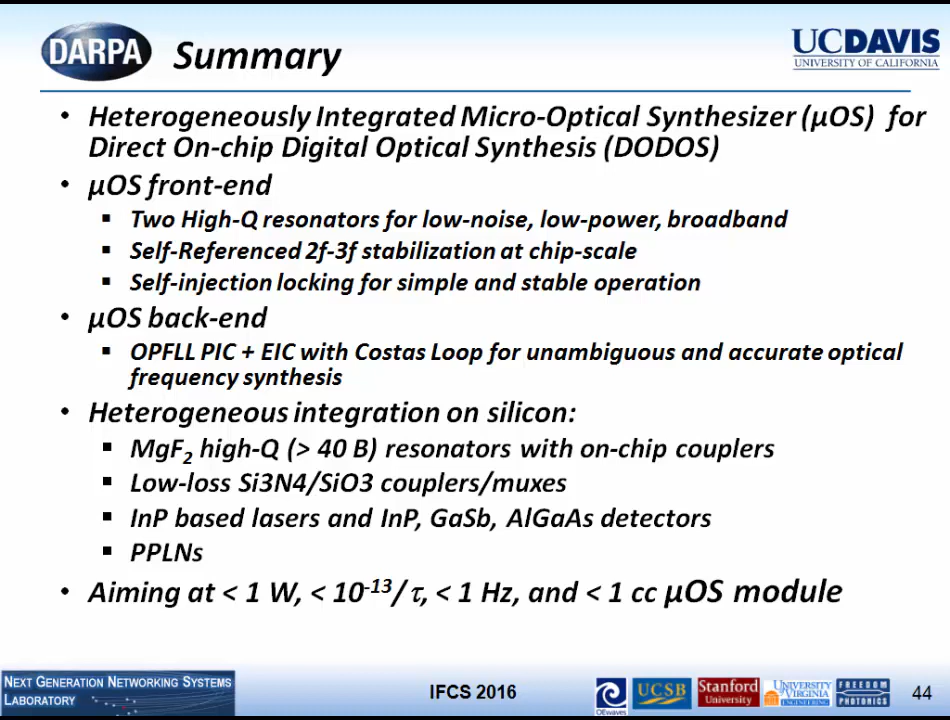 DARPA
Summary
UCDAVIS
UNIVERSITY OF CALIFORNIA
• Heterogeneously Integrated Micro-Optical Synthesizer (µOS) for
Direct On-chip Digital Optical Synthesis (DODOS)
• µOS front-end
▪ Two High-Q resonators for low-noise, low-power, broadband
▪ Self-Referenced 2f-3f stabilization at chip-scale
▪ Self-injection locking for simple and stable operation
• µOS back-end
▪ OPFLL PIC + EIC with Costas Loop for unambiguous and accurate optical
frequency synthesis
• Heterogeneous integration on silicon:
▪ MgF2 high-Q (> 40 B) resonators with on-chip couplers
▪ Low-loss Si3N4/SiO3 couplers/muxes
▪ InP based lasers and InP, GaSb, AlGaAs detectors
▪ PPLNs
• Aiming at < 1 W, < 10-13/ τ, < 1 Hz, and < 1 cc µOS module
NEXT GENERATION NETWORKING SYSTEMS
LABORATORY
IFCS 2016
OEwaves
UCSB
Stanford
University
UNIVERSITY
of VIRGINIA
ENGINEERING
FREEDOM
PHOTONICS
44